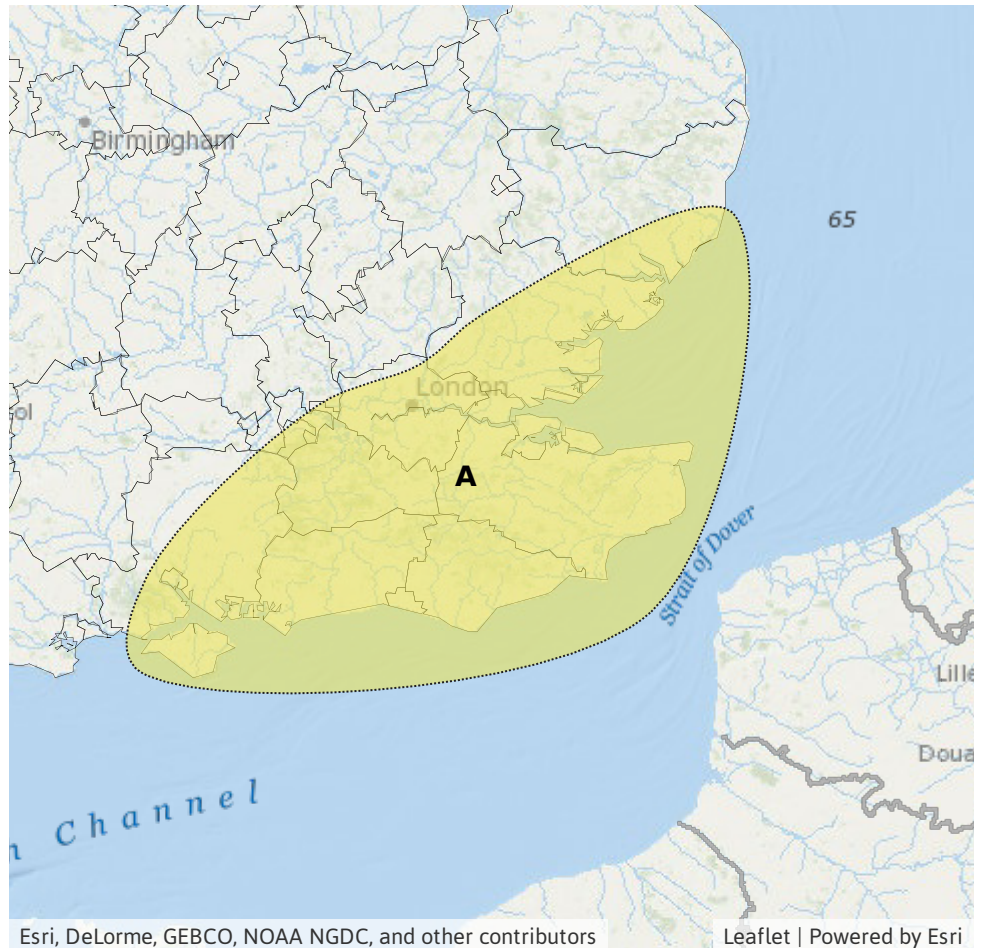 Birmingham
65
London
ol
A
Strait of Dover
Lille
Doua
n Channel
Esri, DeLorme, GEBCO, NOAA NGDC, and other contributors
Leaflet | Powered by Esri